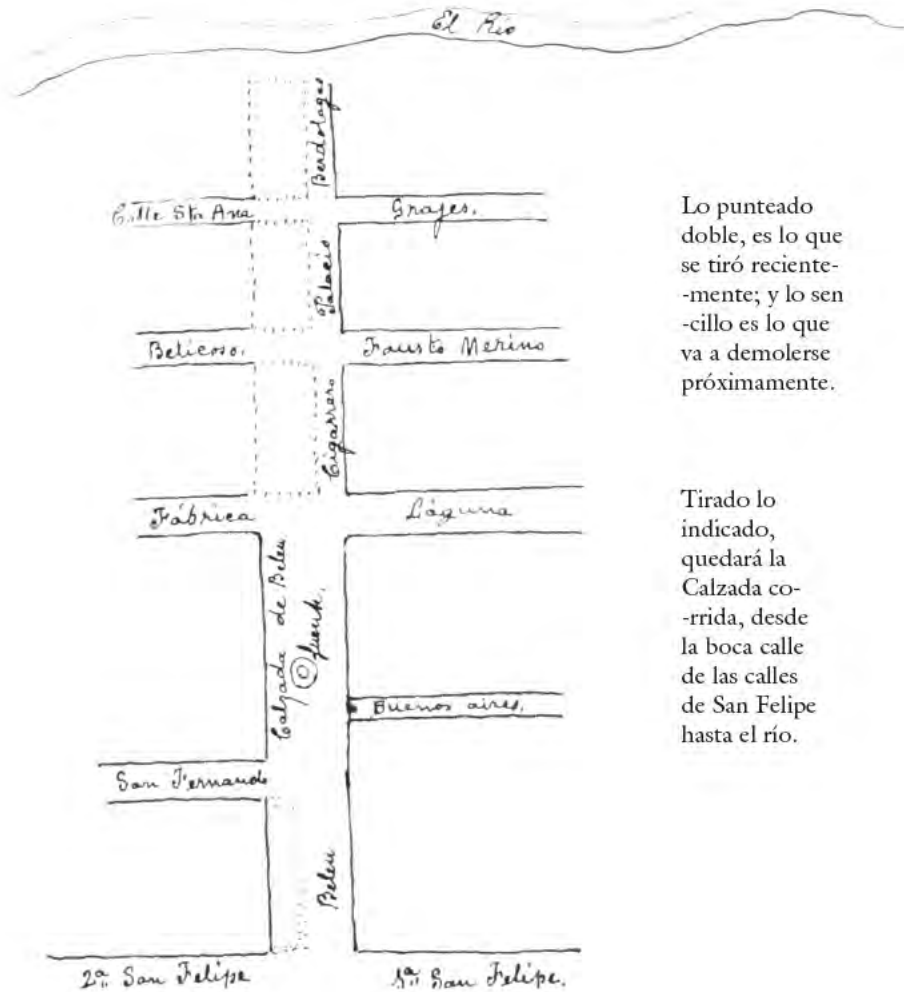 El Río
Berdolagas
Calle Sta Ana
Grajes.
Palacio
Belicoso.
Fausto Merino
Cigarrero
Fábrica
Láguna
Calzada de Belen
fuente.
Buenos aires.
San Fernando
Belen
2ª San Felipe
1ª San Felipe.
Lo punteado
doble, es lo que
se tiró reciente-
-mente; y lo sen
-cillo es lo que
va a demolerse
próximamente.
Tirado lo
indicado,
quedará la
Calzada co-
-rrida, desde
la boca calle
de las calles
de San Felipe
hasta el río.